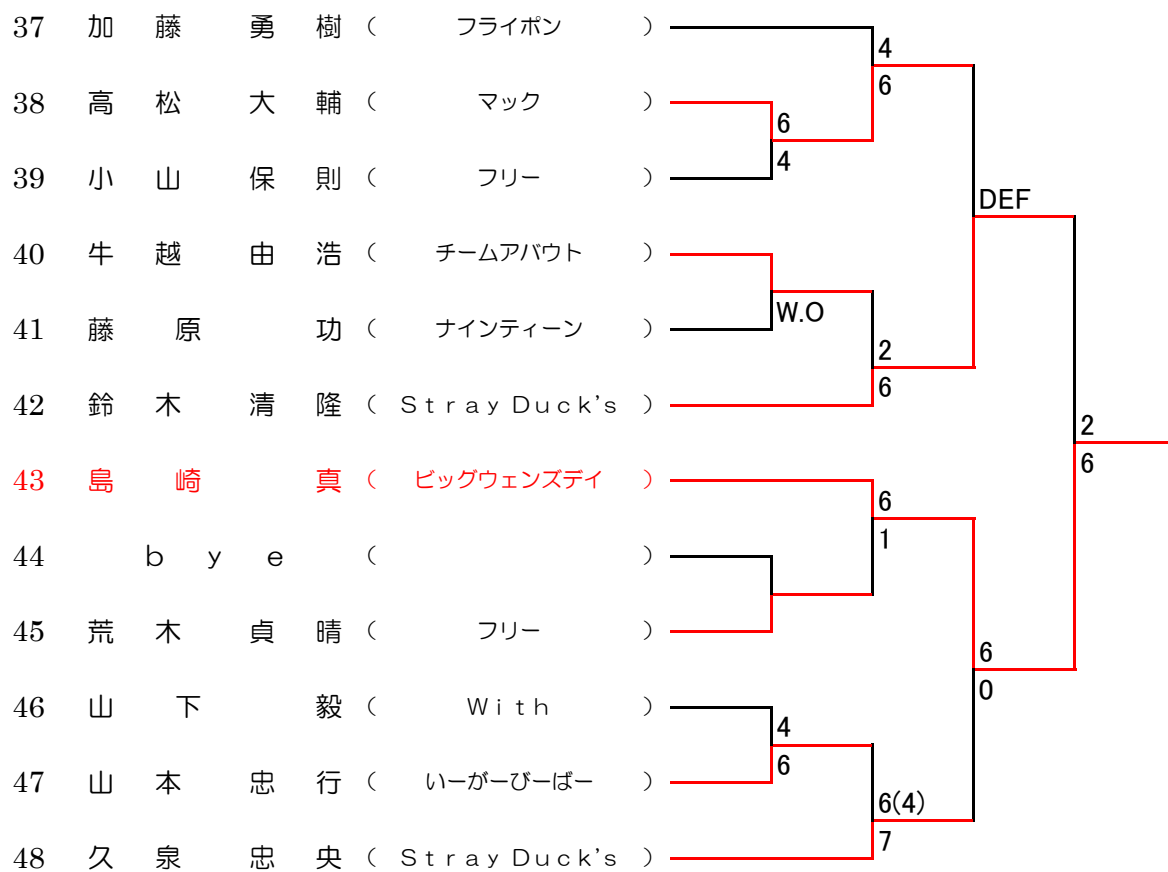 37 加藤 勇樹 ( フライポン )
4
38 高松 大輔 ( マック )
6
6
39 小山 保則 ( フリー )
4
DEF
40 牛越 由浩 ( チームアバウト )
W.O
41 藤原 功 ( ナインティーン )
2
42 鈴木 清隆 ( Stray Duck's )
6
2
43 島崎 真 ( ビッグウェンズデイ )
6
6
1
44 bye ( )
45 荒木 貞晴 ( フリー )
6
0
46 山下 毅 ( With )
4
47 山本 忠行 ( いーがーびーばー )
6
6(4)
48 久泉 忠央 ( Stray Duck's )
7